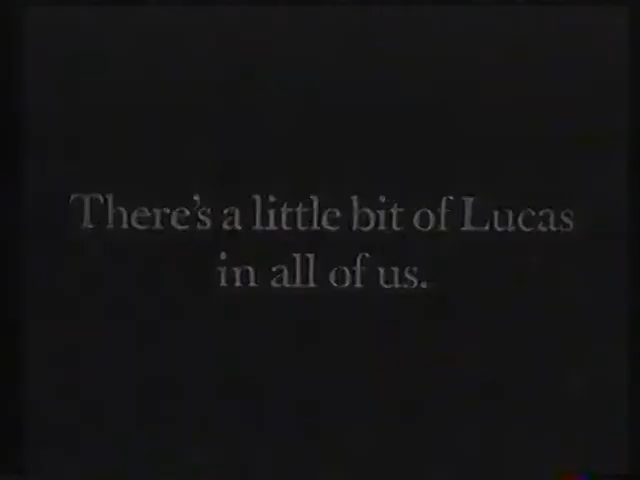 There's a little bit of Lucas
in all of us.